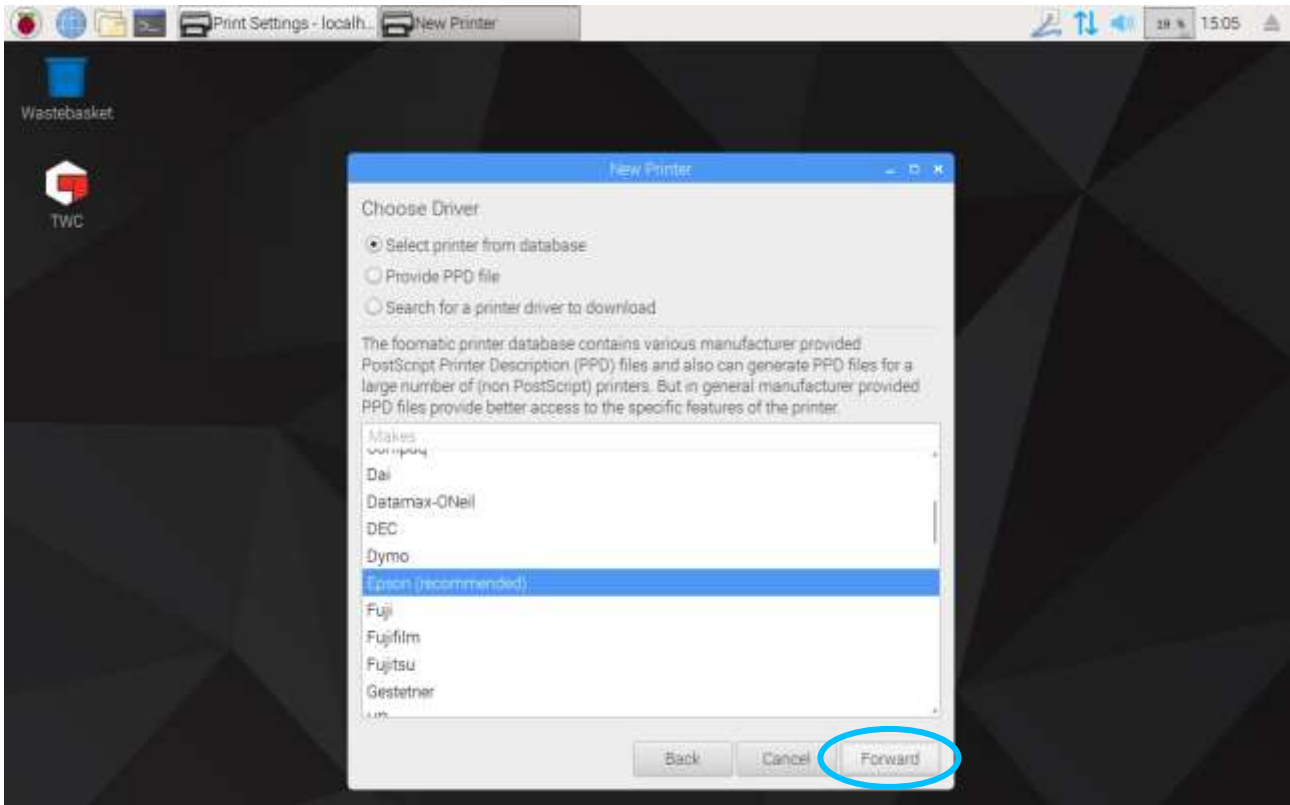 Print Settings - localh..
New Printer
15:05
Wastebasket
TWC
New Printer
Choose Driver
Select printer from database
Provide PPD file
Search for a printer driver to download
The foomatic printer database contains various manufacturer provided
PostScript Printer Description (PPD) files and also can generate PPD files for a
large number of (non PostScript) printers. But in general manufacturer provided
PPD files provide better access to the specific features of the printer.
Makes
Dai
Datamax-ONeil
DEC
Dymo
Epson (recommended)
Fuji
Fujifilm
Fujitsu
Gestetner
Back
Cancel
Forward